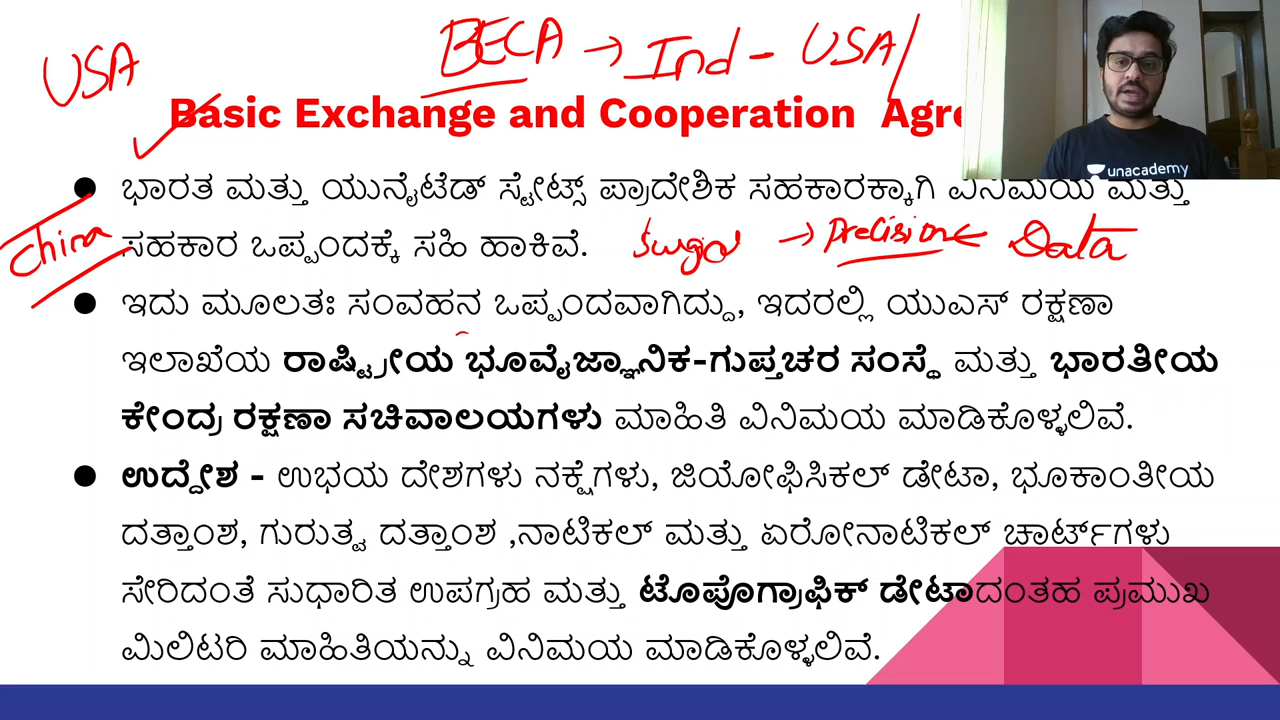 BECA → Ind - USA/
USA
Basic Exchange and Cooperation Agre
unacademy
ಭಾರತ ಮತ್ತು ಯುನೈಟೆಡ್ ಸ್ಟೇಟ್ಸ್ ಪ್ರಾದೇಶಿಕ ಸಹಕಾರಕ್ಕಾಗಿ ವಿನಿಮಯ ಮತ್ತು
ಸಹಕಾರ ಒಪ್ಪಂದಕ್ಕೆ ಸಹಿ ಹಾಕಿವೆ.
China
→ Precision Data
ಇದು ಮೂಲತಃ ಸಂವಹನ ಒಪ್ಪಂದವಾಗಿದ್ದು, ಇದರಲ್ಲಿ ಯುಎಸ್ ರಕ್ಷಣಾ
ಇಲಾಖೆಯ ರಾಷ್ಟ್ರೀಯ ಭೂವೈಜ್ಞಾನಿಕ-ಗುಪ್ತಚರ ಸಂಸ್ಥೆ ಮತ್ತು ಭಾರತೀಯ
ಕೇಂದ್ರ ರಕ್ಷಣಾ ಸಚಿವಾಲಯಗಳು ಮಾಹಿತಿ ವಿನಿಮಯ ಮಾಡಿಕೊಳ್ಳಲಿವೆ.
ಉದ್ದೇಶ - ಉಭಯ ದೇಶಗಳು ನಕ್ಷೆಗಳು, ಜಿಯೋಫಿಸಿಕಲ್ ಡೇಟಾ, ಭೂಕಾಂತೀಯ
ದತ್ತಾಂಶ, ಗುರುತ್ವ ದತ್ತಾಂಶ ,ನಾಟಿಕಲ್ ಮತ್ತು ಏರೋನಾಟಿಕಲ್ ಚಾರ್ಟ್‌ಗಳು
ಸೇರಿದಂತೆ ಸುಧಾರಿತ ಉಪಗ್ರಹ ಮತ್ತು ಟೊಪೊಗ್ರಾಫಿಕ್ ಡೇಟಾದಂತಹ ಪ್ರಮುಖ
ಮಿಲಿಟರಿ ಮಾಹಿತಿಯನ್ನು ವಿನಿಮಯ ಮಾಡಿಕೊಳ್ಳಲಿವೆ.